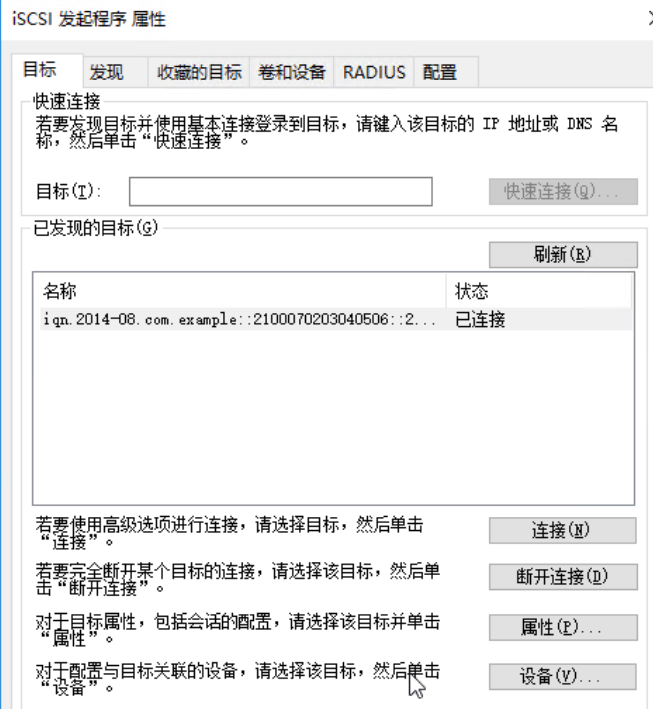 iSCSI 发起程序 属性
目标 发现 收藏的目标 卷和设备 RADIUS 配置
快速连接
若要发现目标并使用基本连接登录到目标，请键入该目标的 IP 地址或 DNS 名
称，然后单击“快速连接”。
目标(T): 快速连接(Q)...
已发现的目标(G)
刷新(R)
名称 状态
iqn.2014-08.com.example::2100070203040506::2... 已连接
若要使用高级选项进行连接，请选择目标，然后单击
“连接”。
连接(N)
若要完全断开某个目标的连接，请选择该目标，然后单
击“断开连接”。
断开连接(D)
对于目标属性，包括会话的配置，请选择该目标并单击
“属性”。
属性(P)...
对于配置与目标关联的设备，请选择该目标，然后单击
“设备”。
设备(V)...